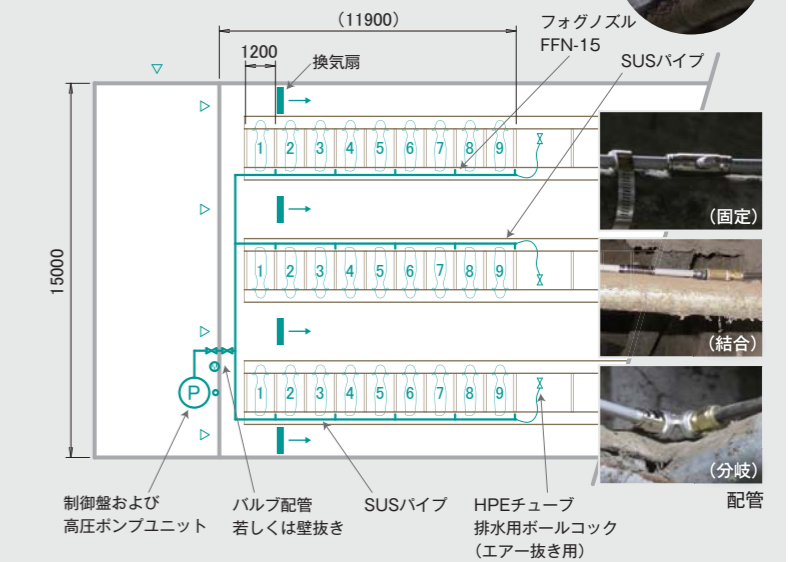 (11900)
フォグノズル
FFN-15
1200
換気扇
SUSパイプ
1 2 3 4 5 6 7 8 9
(固定)
15000
1 2 3 4 5 6 7 8 9
(結合)
P
1 2 3 4 5 6 7 8 9
(分岐)
配管
制御盤および
高圧ポンプユニット
バルブ配管
若しくは壁抜き
SUSパイプ
HPEチューブ
排水用ボールコック
(エアー抜き用)